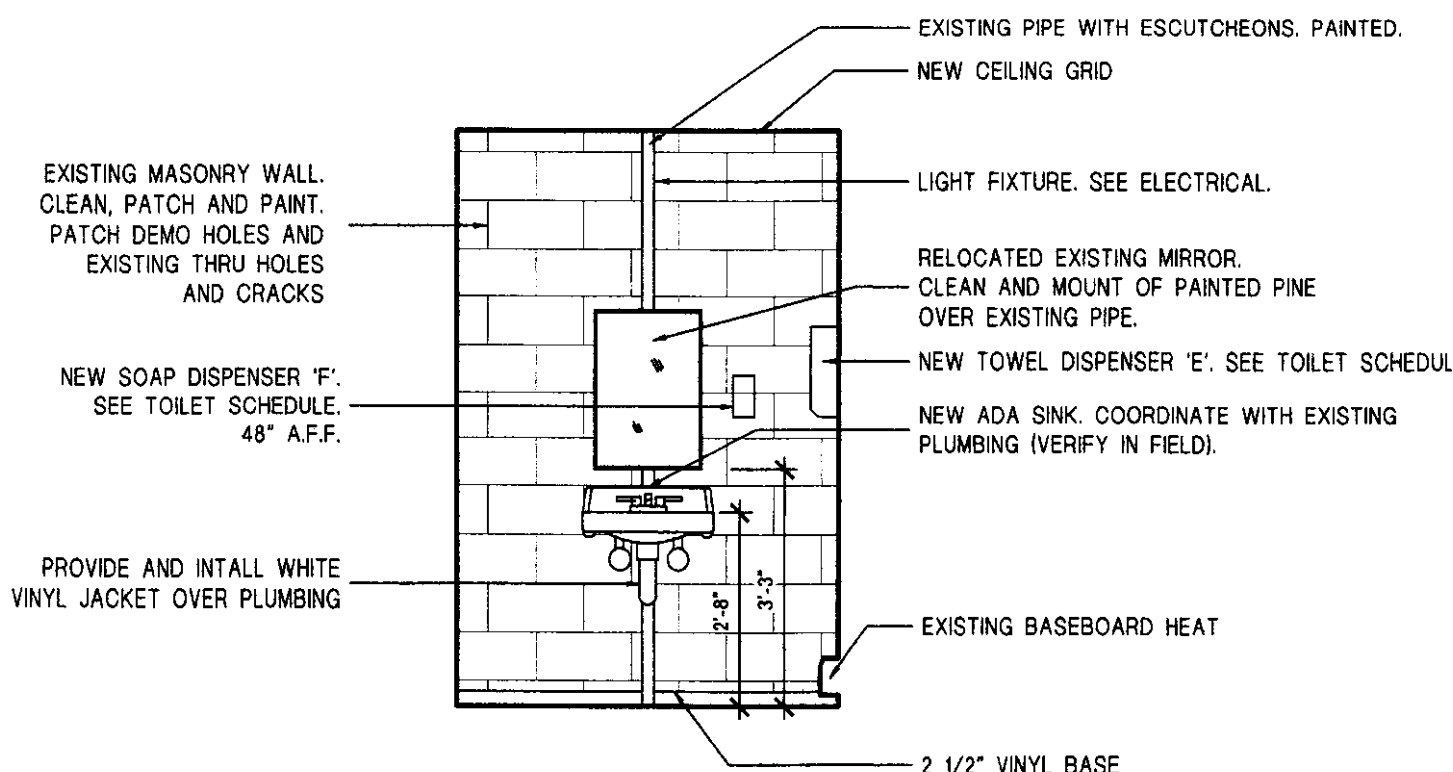 EXISTING PIPE WITH ESCUTCHEONS. PAINTED.
NEW CEILING GRID
EXISTING MASONRY WALL.
CLEAN, PATCH AND PAINT.
PATCH DEMO HOLES AND
EXISTING THRU HOLES
AND CRACKS
LIGHT FIXTURE. SEE ELECTRICAL.
RELOCATED EXISTING MIRROR.
CLEAN AND MOUNT OF PAINTED PINE
OVER EXISTING PIPE.
NEW SOAP DISPENSER 'F'.
SEE TOILET SCHEDULE.
48" A.F.F.
NEW TOWEL DISPENSER 'E'. SEE TOILET SCHEDUL
NEW ADA SINK. COORDINATE WITH EXISTING
PLUMBING (VERIFY IN FIELD).
PROVIDE AND INTALL WHITE
VINYL JACKET OVER PLUMBING
2'-8"
3'-3"
EXISTING BASEBOARD HEAT
2 1/2" VINYL BASE